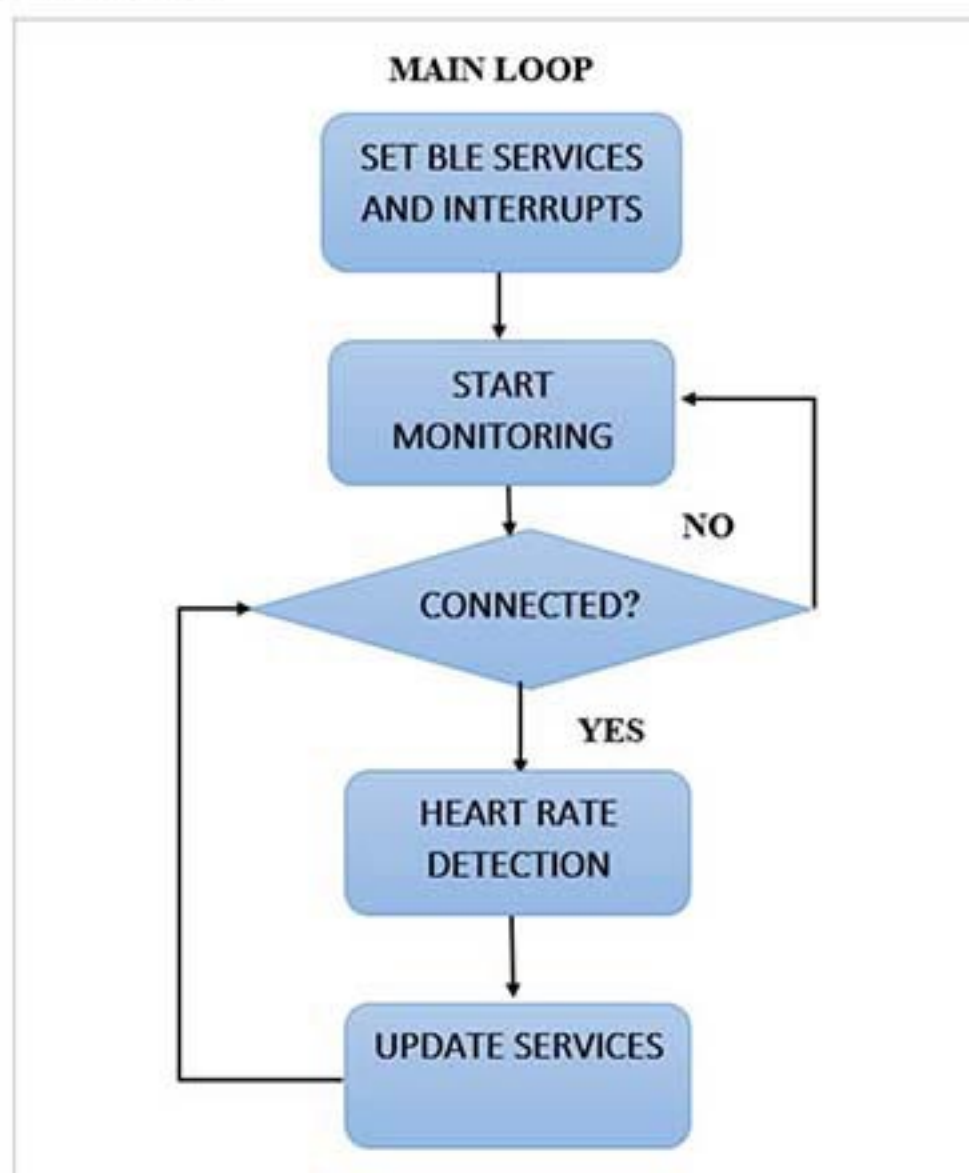 MAIN LOOP
SET BLE SERVICES
AND INTERRUPTS
START
MONITORING
NO
CONNECTED?
YES
HEART RATE
DETECTION
UPDATE SERVICES